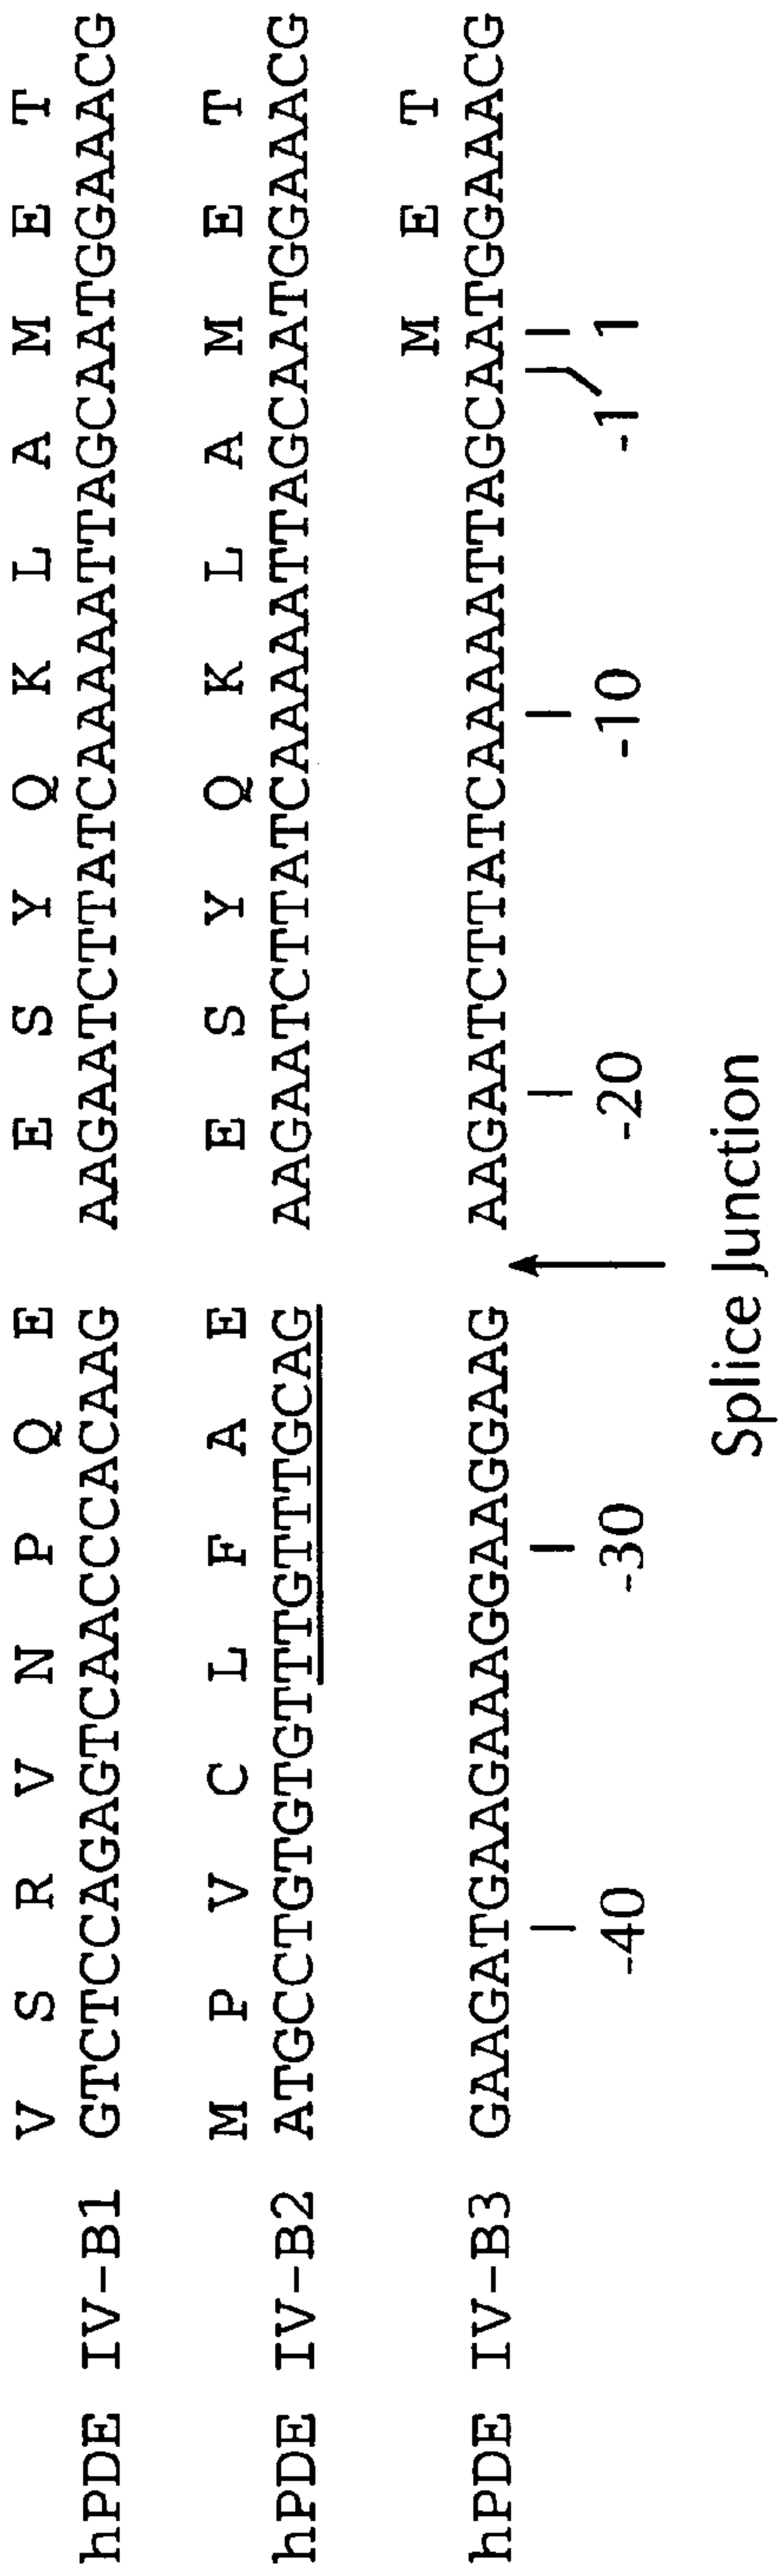 V S R V N P Q E E S Y Q K L A M E T
hPDE IV-B1 GTCTCCAGAGTCAACCCACAAG AAGAATCTTATCAAAAATTAGCAATGGAAACG
M P V C L F A E E S Y Q K L A M E T
hPDE IV-B2 ATGCCTGTGTGTTTGTTTGCAG AAGAATCTTATCAAAAATTAGCAATGGAAACG
M E T
hPDE IV-B3 GAAGATGAAGAAAGGAAGGAAG AAGAATCTTATCAAAAATTAGCAATGGAAACG
-40 -30 -20 -10 -1 1
Splice Junction